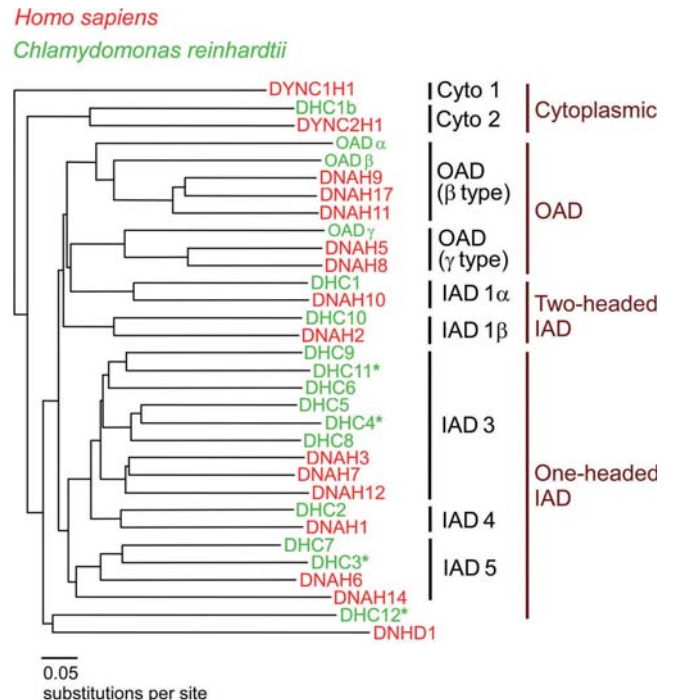 Homo sapiens
Chlamydomonas reinhardtii
DYNC1H1
DHC1b
DYNC2H1
OAD α
OAD β
DNAH9
DNAH17
DNAH11
OAD γ
DNAH5
DNAH8
DHC1
DNAH10
DHC10
DNAH2
DHC9
DHC11*
DHC6
DHC5
DHC4*
DHC8
DNAH3
DNAH7
DNAH12
DHC2
DNAH1
DHC7
DHC3*
DNAH6
DNAH14
DHC12*
DNHD1
Cyto 1
Cyto 2
OAD
(β type)
OAD
(γ type)
IAD 1α
IAD 1β
IAD 3
IAD 4
IAD 5
Cytoplasmic
OAD
Two-headed
IAD
One-headed
IAD
0.05
substitutions per site